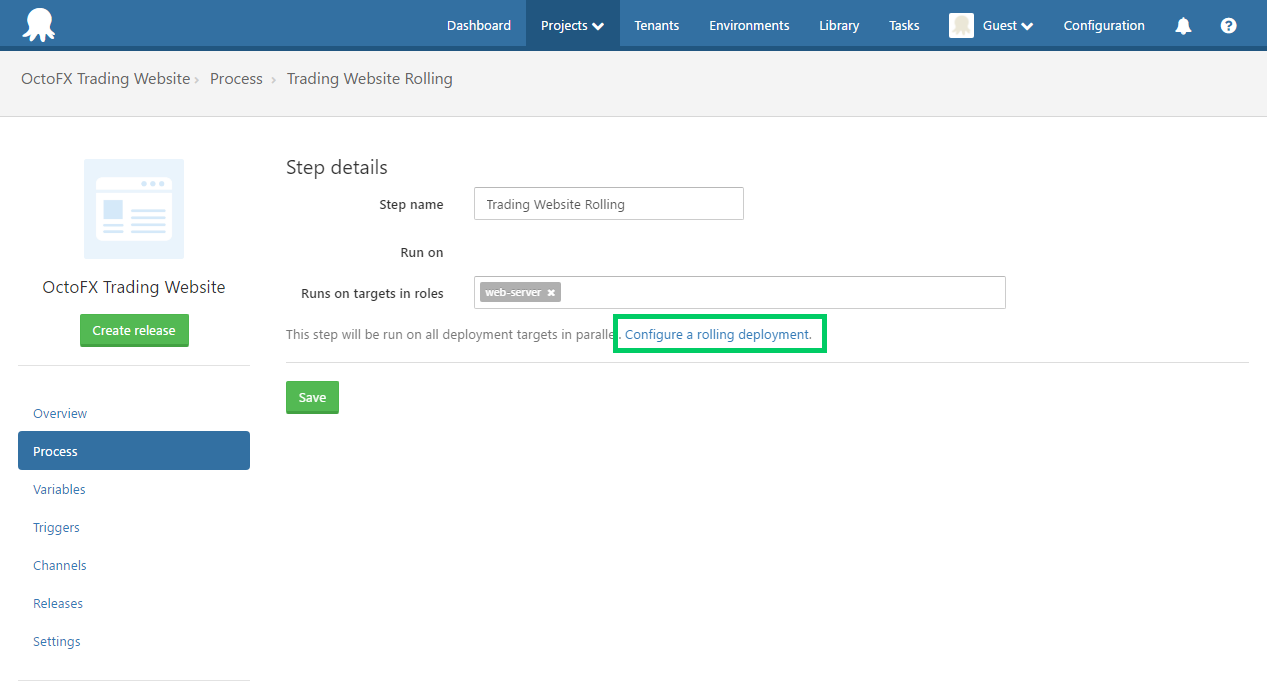 Dashboard Projects Tenants Environments Library Tasks Guest Configuration ?
OctoFX Trading Website › Process › Trading Website Rolling
Step details
Step name Trading Website Rolling
Run on
OctoFX Trading Website
Runs on targets in roles web-server ×
Create release
This step will be run on all deployment targets in paralle. Configure a rolling deployment.
Save
Overview
Process
Variables
Triggers
Channels
Releases
Settings